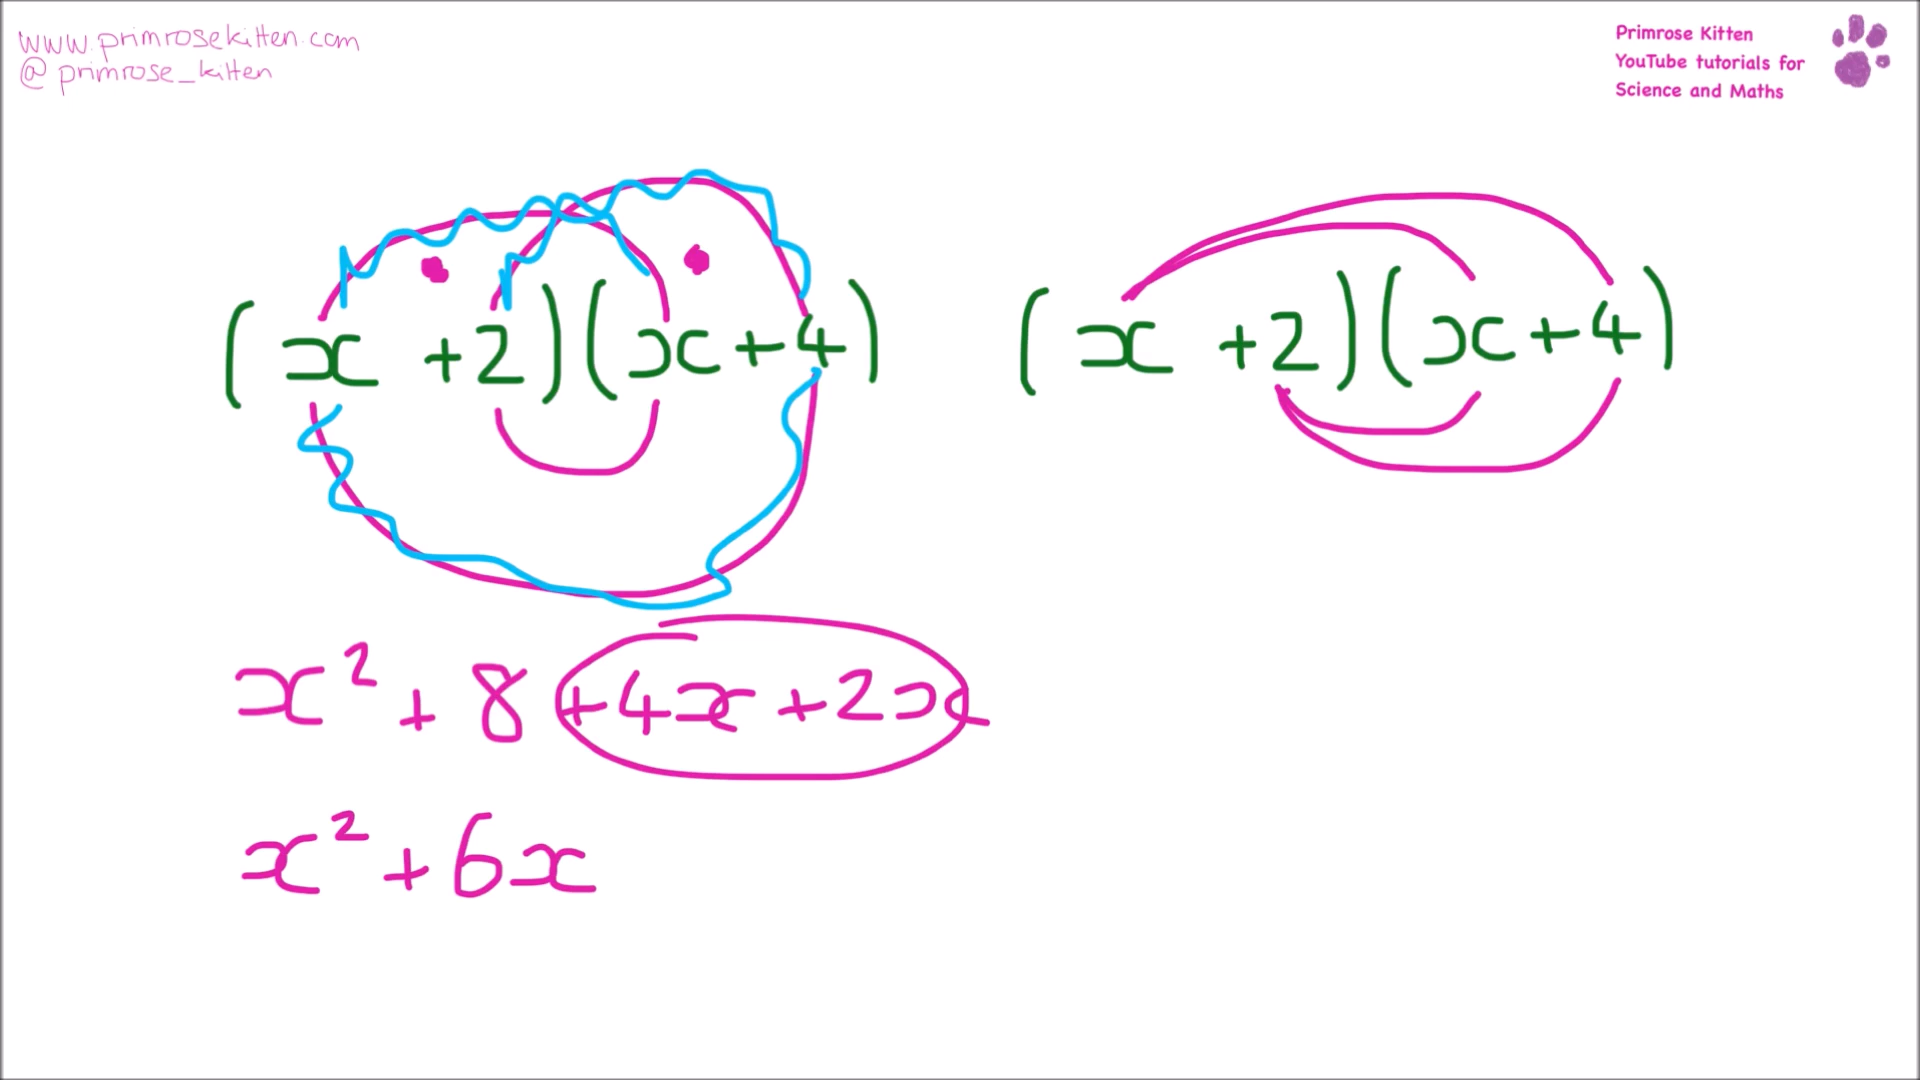 www.primrosekitten.com
@primrose_kitten
Primrose Kitten
YouTube tutorials for
Science and Maths
(x + 2)(x + 4)
(x + 2)(x + 4)
x² + 8 + 4x + 2x
x² + 6x